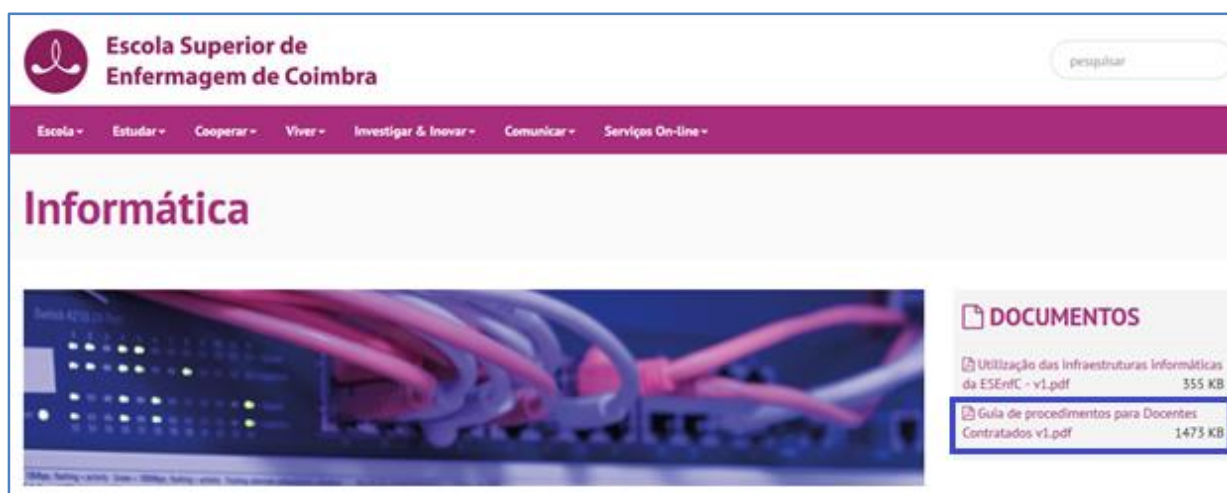 Escola Superior de
Enfermagem de Coimbra
pesquisar
Escola Estudar Cooperar Viver Investigar & Inovar Comunicar Serviços On-line
Informática
DOCUMENTOS
Utilização das infraestruturas informáticas
da ESEnfC - v1.pdf 355 KB
Guia de procedimentos para Docentes
Contratados v1.pdf 1473 KB